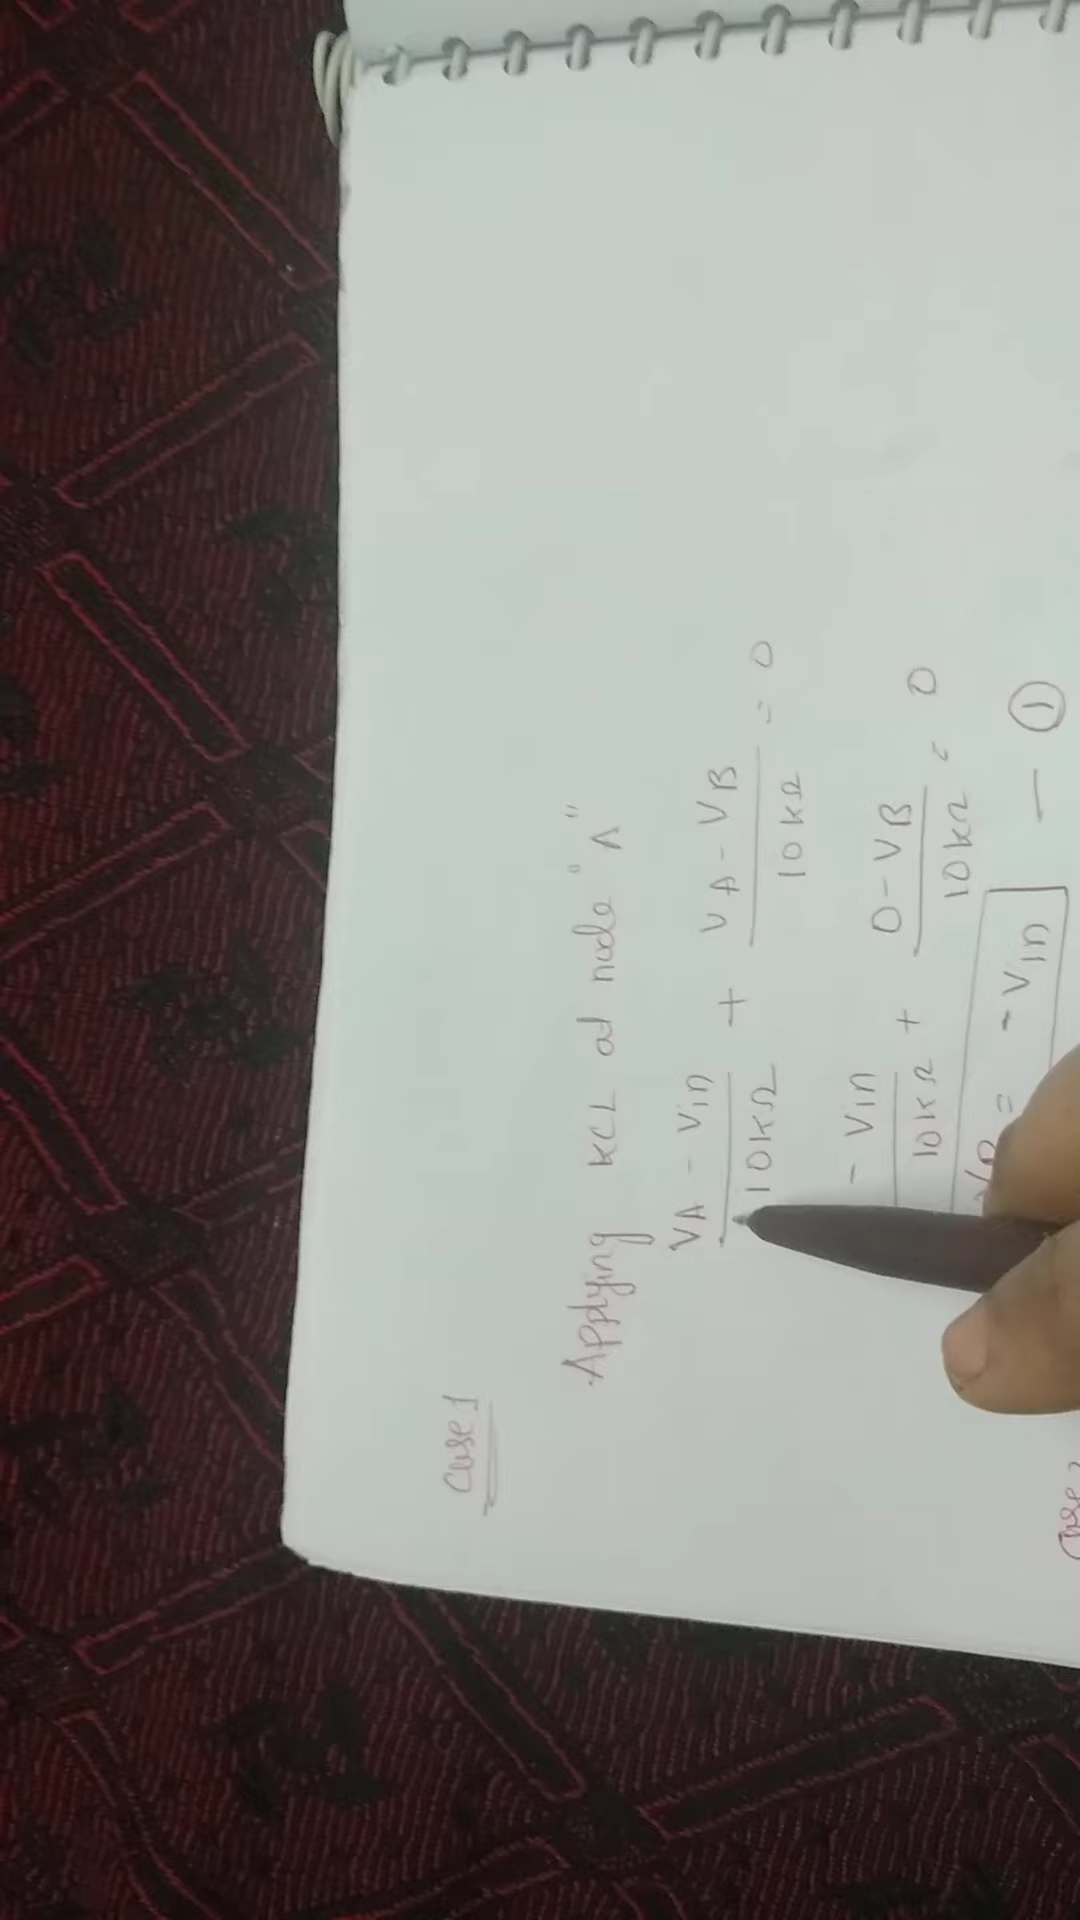 Case 1
Applying KCL at node "A"
VA - Vin / 10KΩ + VA - VB / 10KΩ = 0
- Vin / 10KΩ + 0 - VB / 10KΩ = 0
= - Vin — ①
Case